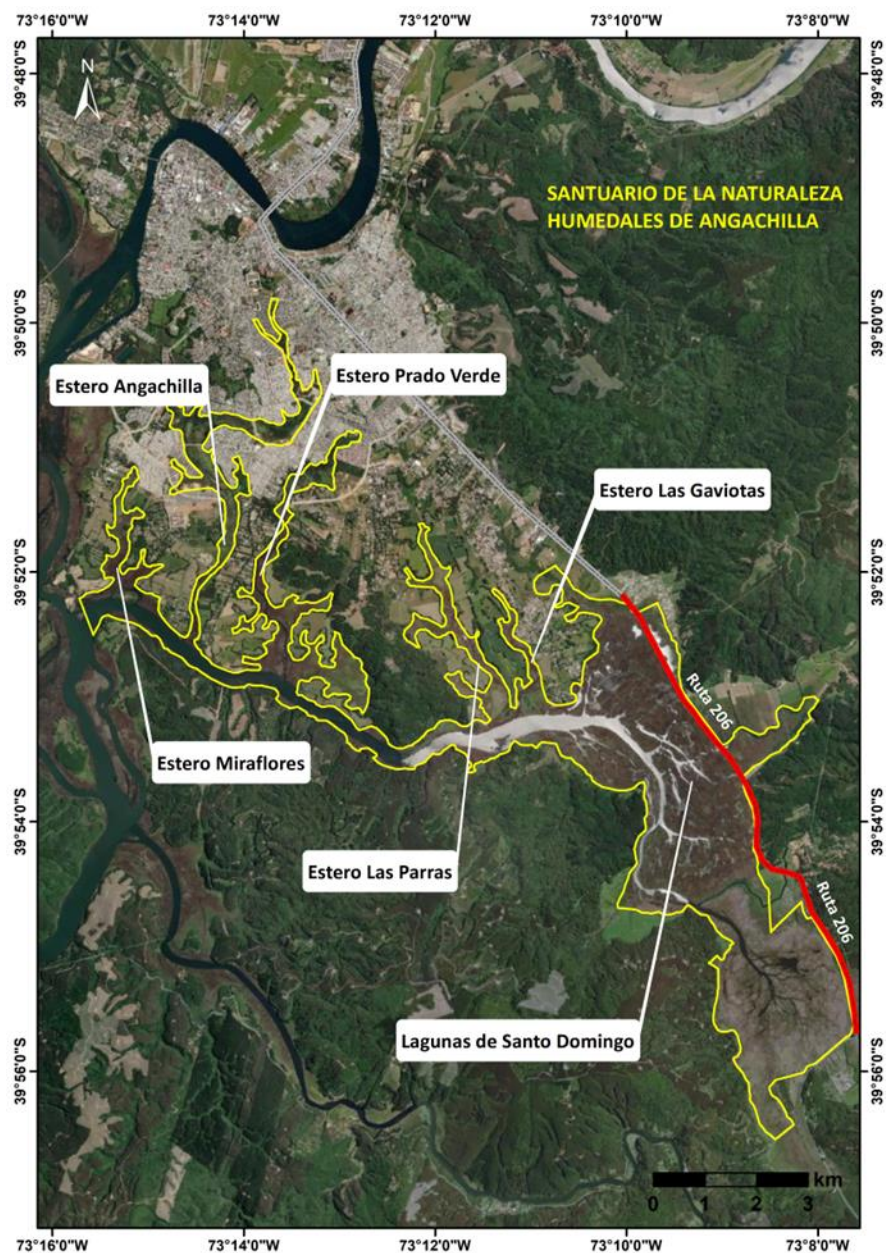 73°16'0"W 73°14'0"W 73°12'0"W 73°10'0"W 73°8'0"W
39°48'0"S
39°48'0"S
N
SANTUARIO DE LA NATURALEZA
HUMEDALES DE ANGACHILLA
39°50'0"S
39°50'0"S
Estero Prado Verde
Estero Angachilla
Estero Las Gaviotas
39°52'0"S
39°52'0"S
Ruta 206
Estero Miraflores
39°54'0"S
39°54'0"S
Estero Las Parras
Ruta 206
Lagunas de Santo Domingo
39°56'0"S
39°56'0"S
km
0 1 2 3
73°16'0"W 73°14'0"W 73°12'0"W 73°10'0"W 73°8'0"W